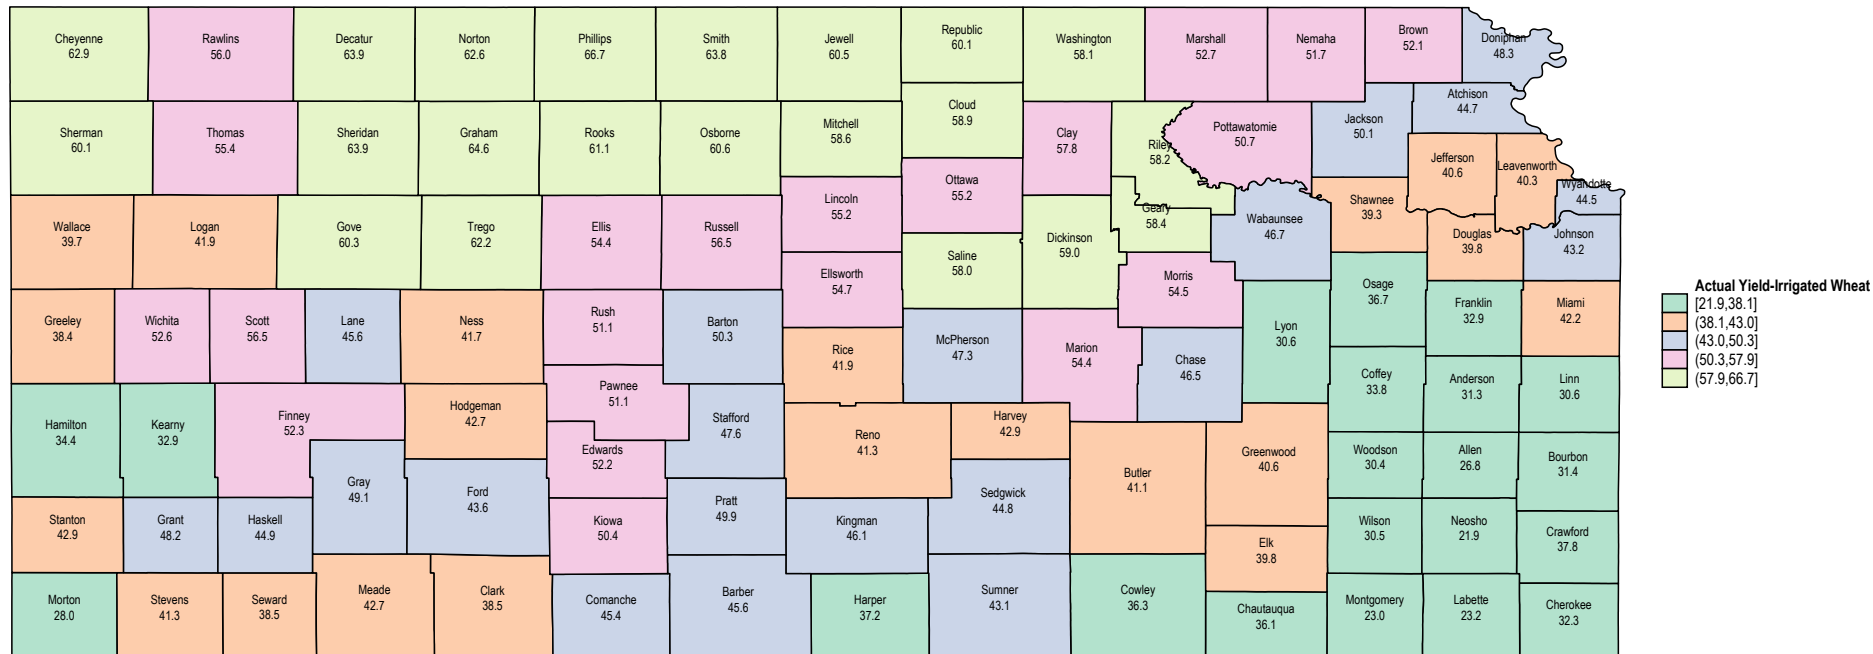 Cheyenne
62.9
Rawlins
56.0
Decatur
63.9
Norton
62.6
Phillips
66.7
Smith
63.8
Jewell
60.5
Republic
60.1
Washington
58.1
Marshall
52.7
Nemaha
51.7
Brown
52.1
Doniphan
48.3
Sherman
60.1
Thomas
55.4
Sheridan
63.9
Graham
64.6
Rooks
61.1
Osborne
60.6
Mitchell
58.6
Cloud
58.9
Clay
57.8
Riley
58.2
Pottawatomie
50.7
Jackson
50.1
Atchison
44.7
Jefferson
40.6
Leavenworth
40.3
Wyandotte
44.5
Wallace
39.7
Logan
41.9
Gove
60.3
Trego
62.2
Ellis
54.4
Russell
56.5
Lincoln
55.2
Ottawa
55.2
Saline
58.0
Dickinson
59.0
Geary
58.4
Wabaunsee
46.7
Shawnee
39.3
Douglas
39.8
Johnson
43.2
Ellsworth
54.7
Morris
54.5
Osage
36.7
Franklin
32.9
Miami
42.2
Greeley
38.4
Wichita
52.6
Scott
56.5
Lane
45.6
Ness
41.7
Rush
51.1
Barton
50.3
Rice
41.9
McPherson
47.3
Marion
54.4
Chase
46.5
Lyon
30.6
Coffey
33.8
Anderson
31.3
Linn
30.6
Hamilton
34.4
Kearny
32.9
Finney
52.3
Hodgeman
42.7
Pawnee
51.1
Stafford
47.6
Reno
41.3
Harvey
42.9
Butler
41.1
Greenwood
40.6
Woodson
30.4
Allen
26.8
Bourbon
31.4
Gray
49.1
Ford
43.6
Edwards
52.2
Pratt
49.9
Sedgwick
44.8
Stanton
42.9
Grant
48.2
Haskell
44.9
Kiowa
50.4
Kingman
46.1
Elk
39.8
Wilson
30.5
Neosho
21.9
Crawford
37.8
Morton
28.0
Stevens
41.3
Seward
38.5
Meade
42.7
Clark
38.5
Comanche
45.4
Barber
45.6
Harper
37.2
Sumner
43.1
Cowley
36.3
Chautauqua
36.1
Montgomery
23.0
Labette
23.2
Cherokee
32.3
Actual Yield-Irrigated Wheat
[21.9,38.1]
(38.1,43.0]
(43.0,50.3]
(50.3,57.9]
(57.9,66.7]